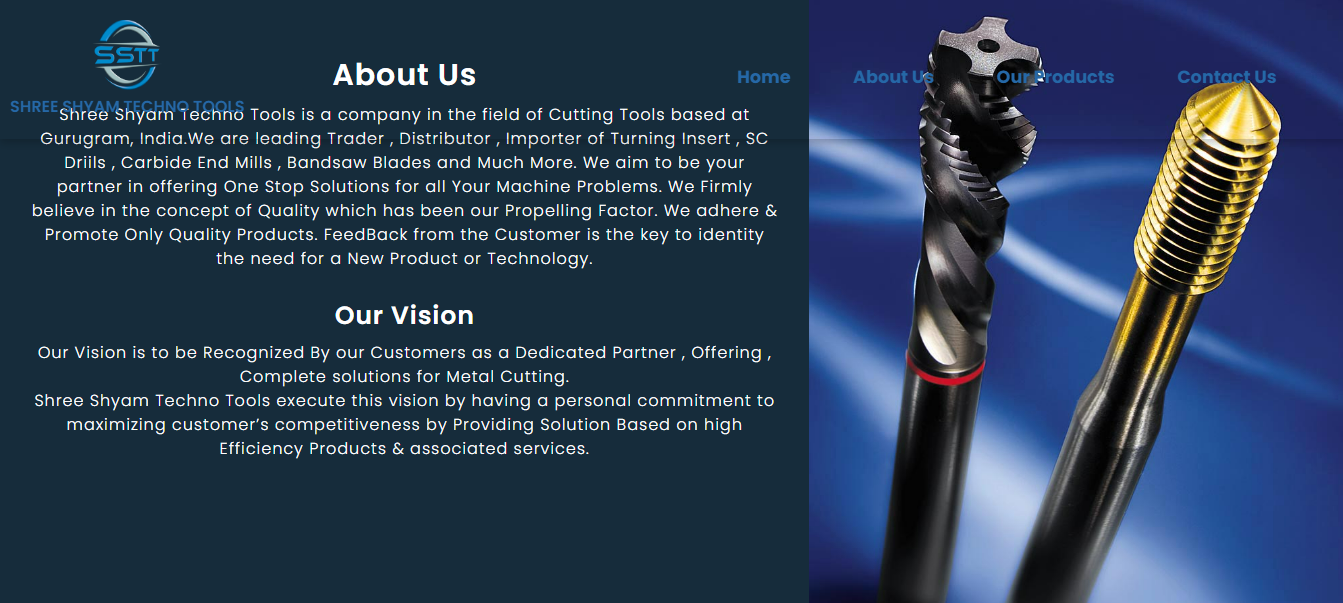 SSTT
SHREE SHYAM TECHNO TOOLS
Home
About Us
Our Products
Contact Us
About Us
Shree Shyam Techno Tools is a company in the field of Cutting Tools based at
Gurugram, India.We are leading Trader , Distributor , Importer of Turning Insert , SC
Driils , Carbide End Mills , Bandsaw Blades and Much More. We aim to be your
partner in offering One Stop Solutions for all Your Machine Problems. We Firmly
believe in the concept of Quality which has been our Propelling Factor. We adhere &
Promote Only Quality Products. FeedBack from the Customer is the key to identity
the need for a New Product or Technology.
Our Vision
Our Vision is to be Recognized By our Customers as a Dedicated Partner , Offering ,
Complete solutions for Metal Cutting.
Shree Shyam Techno Tools execute this vision by having a personal commitment to
maximizing customer’s competitiveness by Providing Solution Based on high
Efficiency Products & associated services.